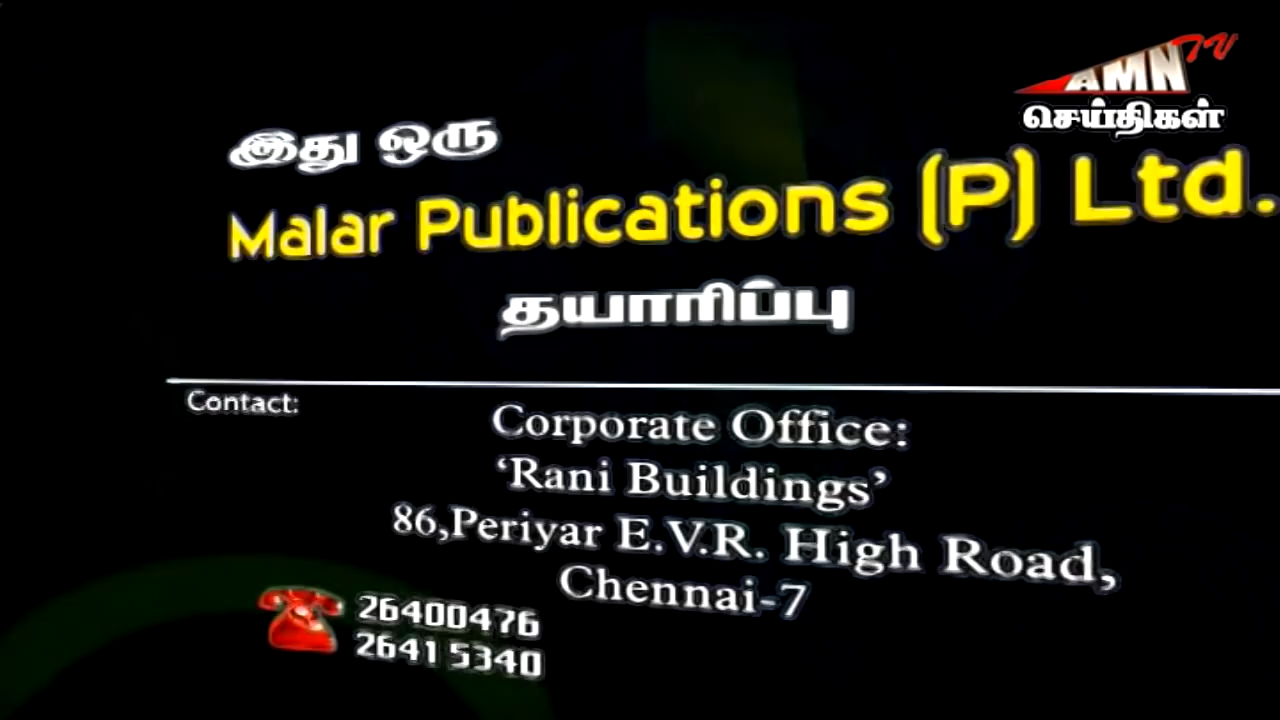 AMN TV
செய்திகள்
இது ஒரு
Malar Publications (P) Ltd.
தயாரிப்பு
Contact:
Corporate Office:
‘Rani Buildings’
86,Periyar E.V.R. High Road,
Chennai-7
26400476
2641 5340